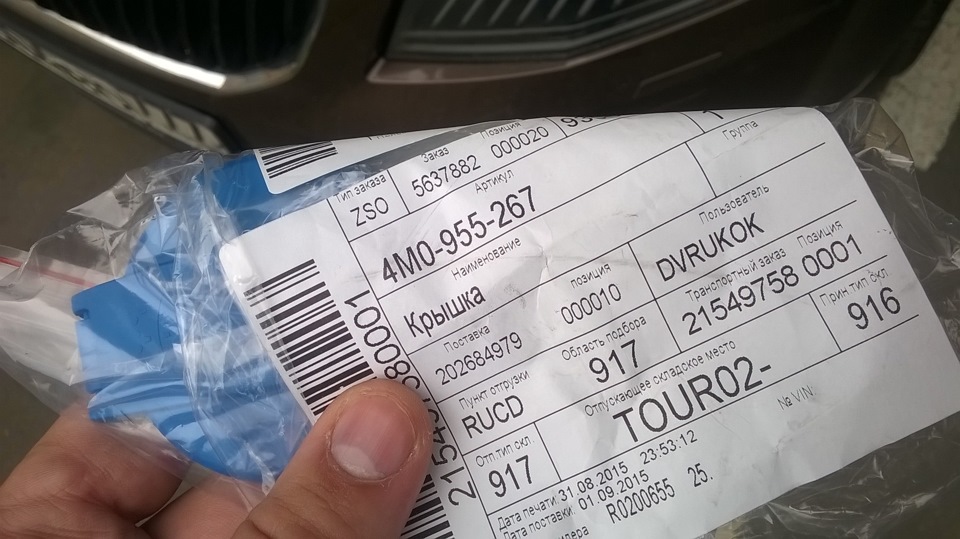 Тип заказа Заказ Позиция
ZSO 5637882 000020
Артикул Группа
4M0-955-267
Наименование Пользователь
Крышка DVRUKOK
Поставка позиция Транспортный заказ Позиция
202684979 000010 21549758 0001
Пункт отгрузки Область подбора Прин.тип скл
RUCD 917 916
Отп.тип скл. Отпускающее складское место
917 TOUR02-
№ VIN:
Дата печати: 31.08.2015 23:53:12
Дата поставки: 01.09.2015
R0200655 25.